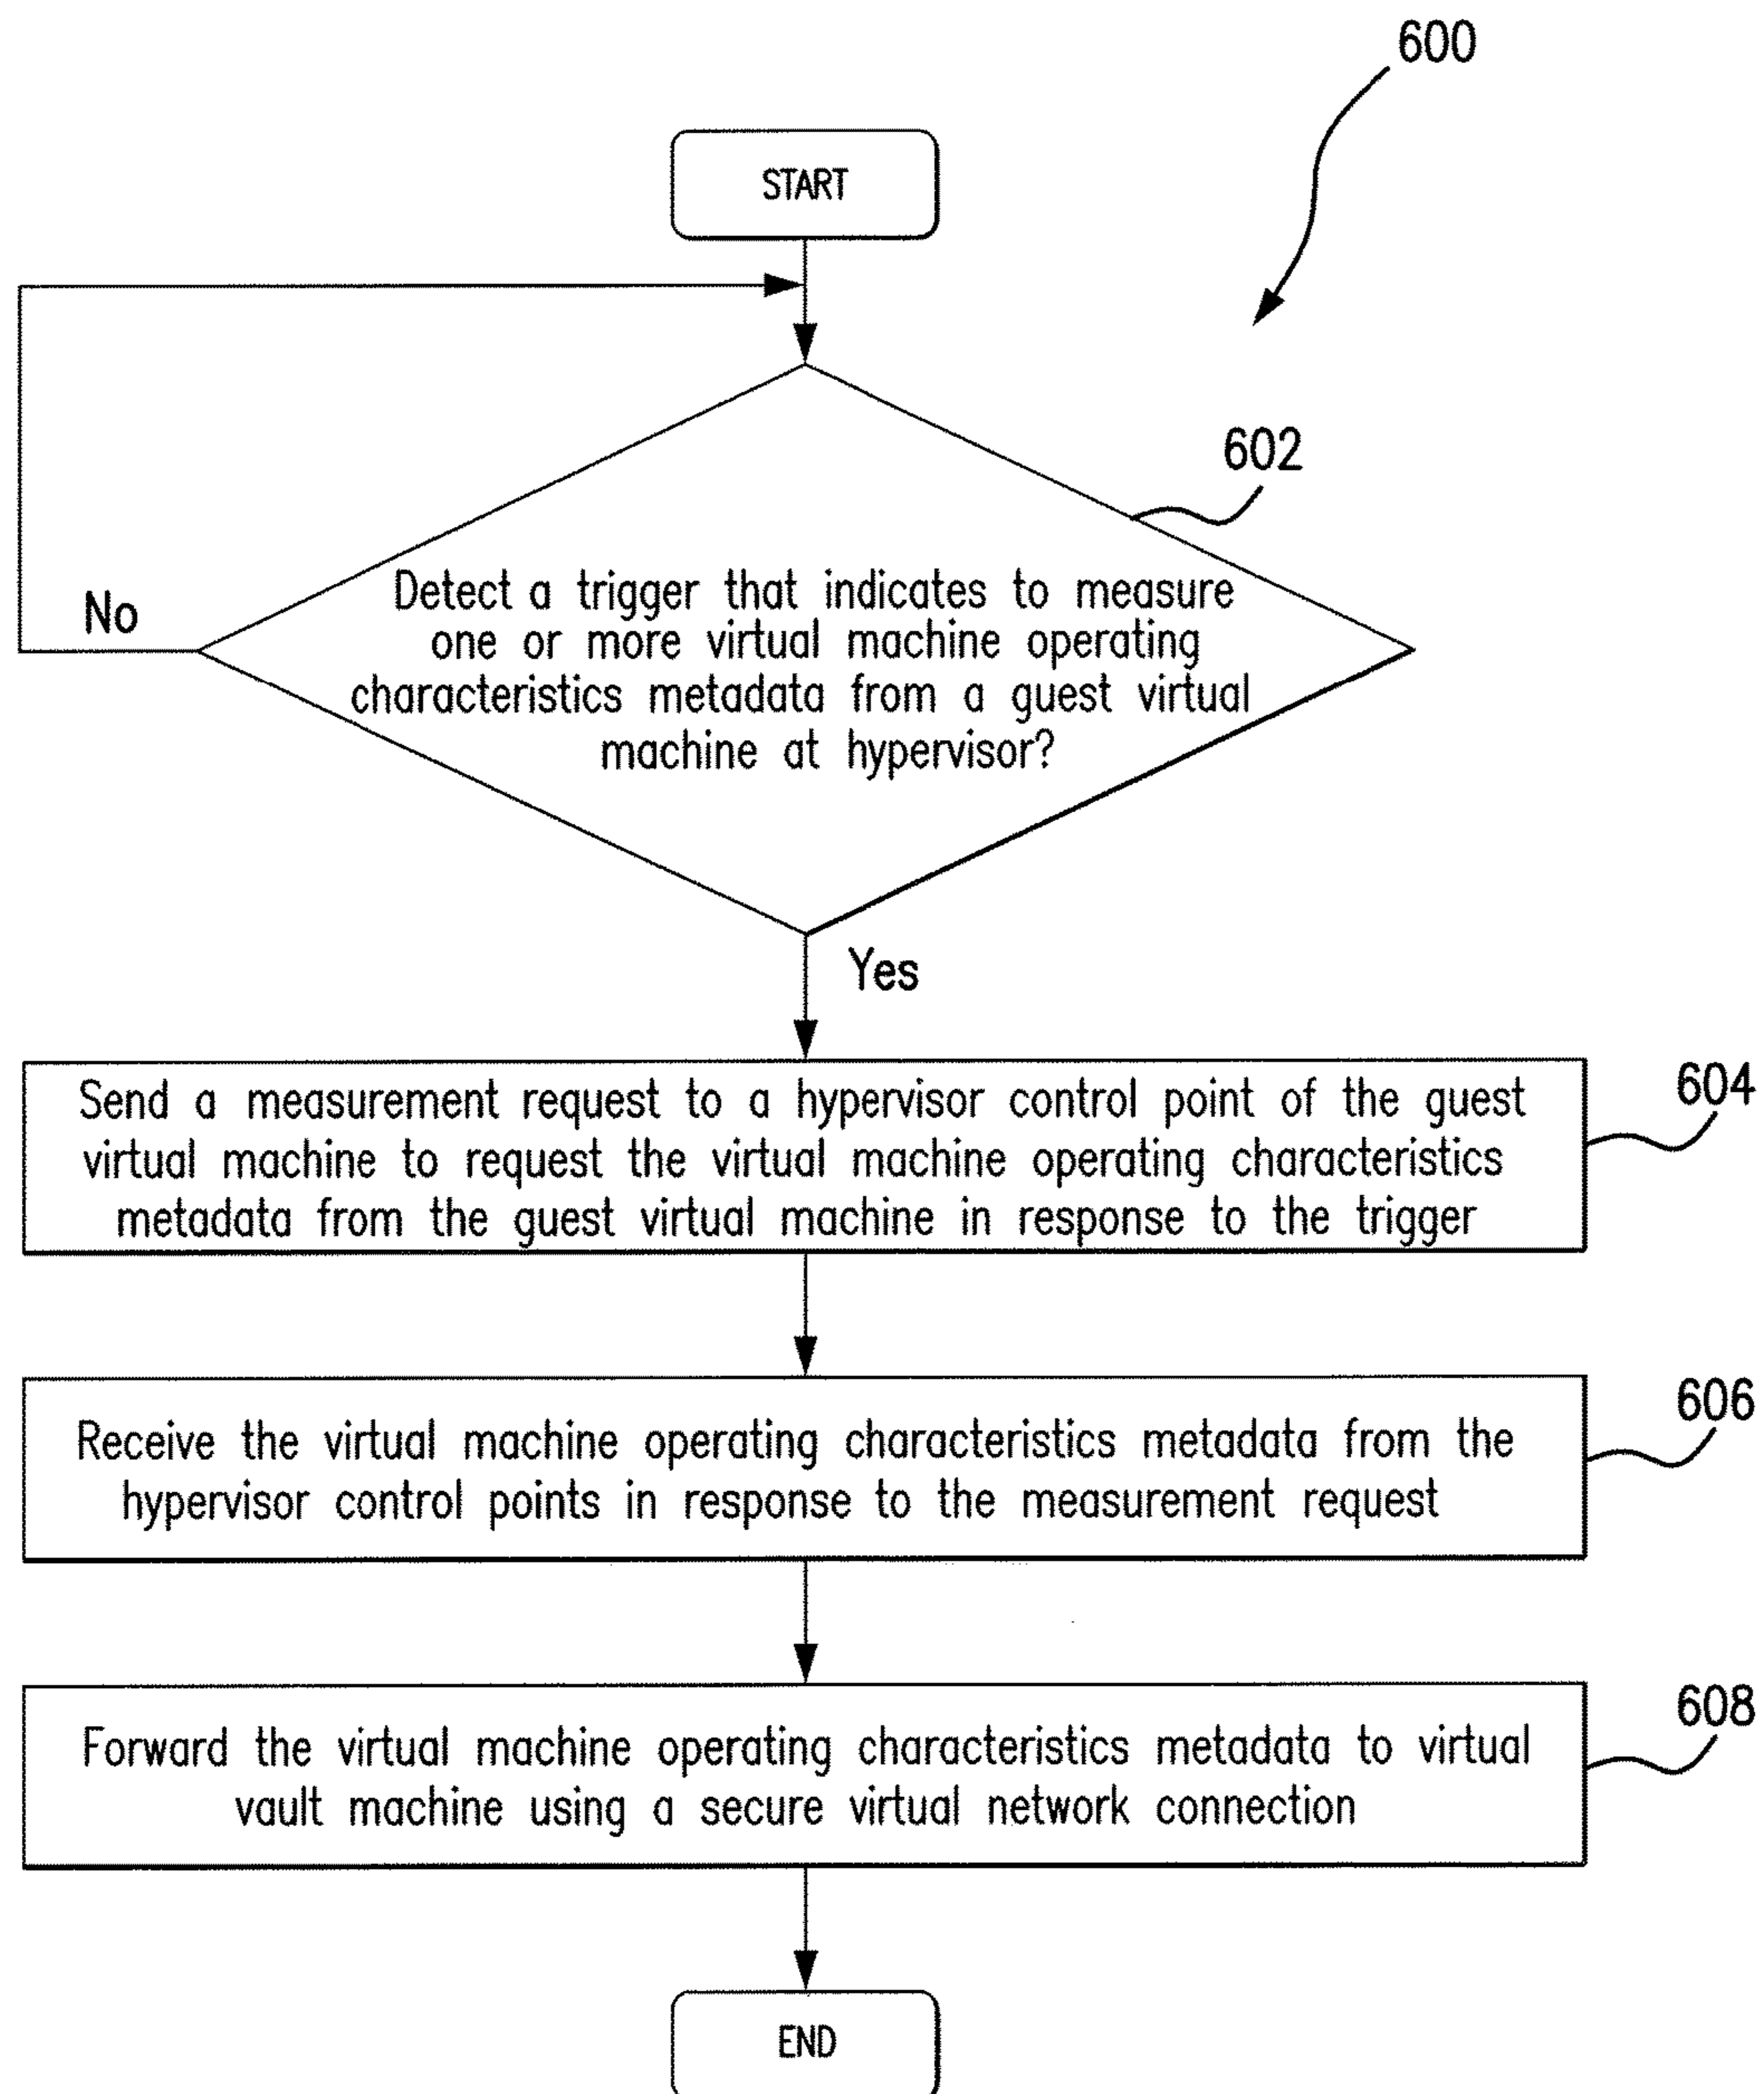 600
START
602
Detect a trigger that indicates to measure
one or more virtual machine operating
characteristics metadata from a guest virtual
machine at hypervisor?
No
Yes
604
Send a measurement request to a hypervisor control point of the guest
virtual machine to request the virtual machine operating characteristics
metadata from the guest virtual machine in response to the trigger
606
Receive the virtual machine operating characteristics metadata from the
hypervisor control points in response to the measurement request
608
Forward the virtual machine operating characteristics metadata to virtual
vault machine using a secure virtual network connection
END